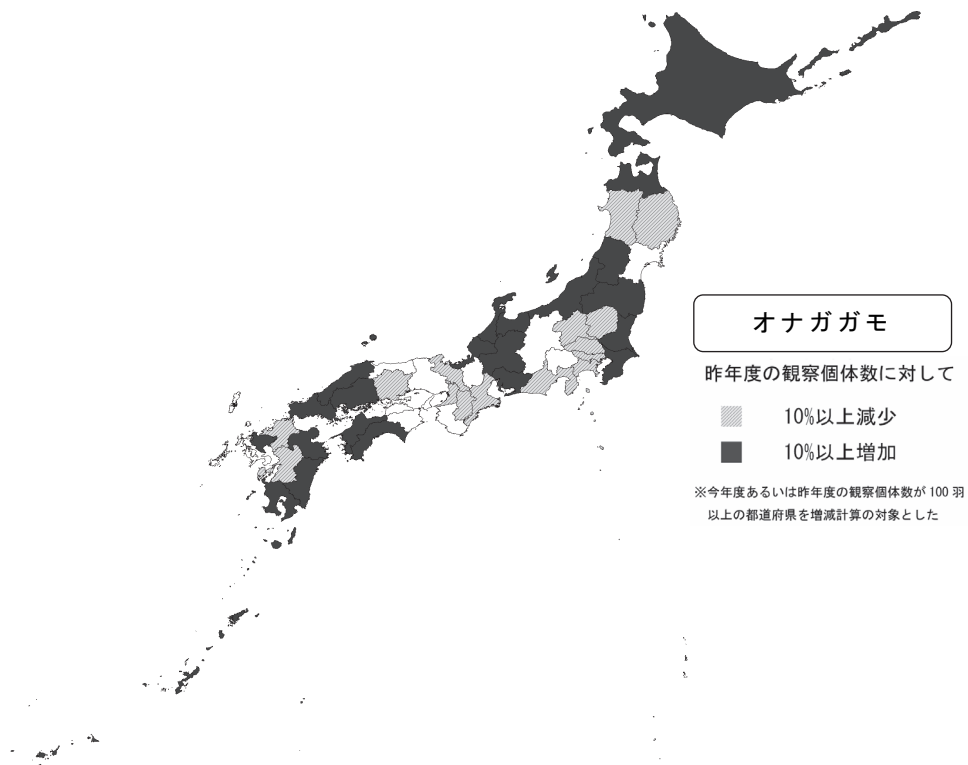 オナガガモ
昨年度の観察個体数に対して
10%以上減少
10%以上増加
※今年度あるいは昨年度の観察個体数が 100 羽
以上の都道府県を増減計算の対象とした